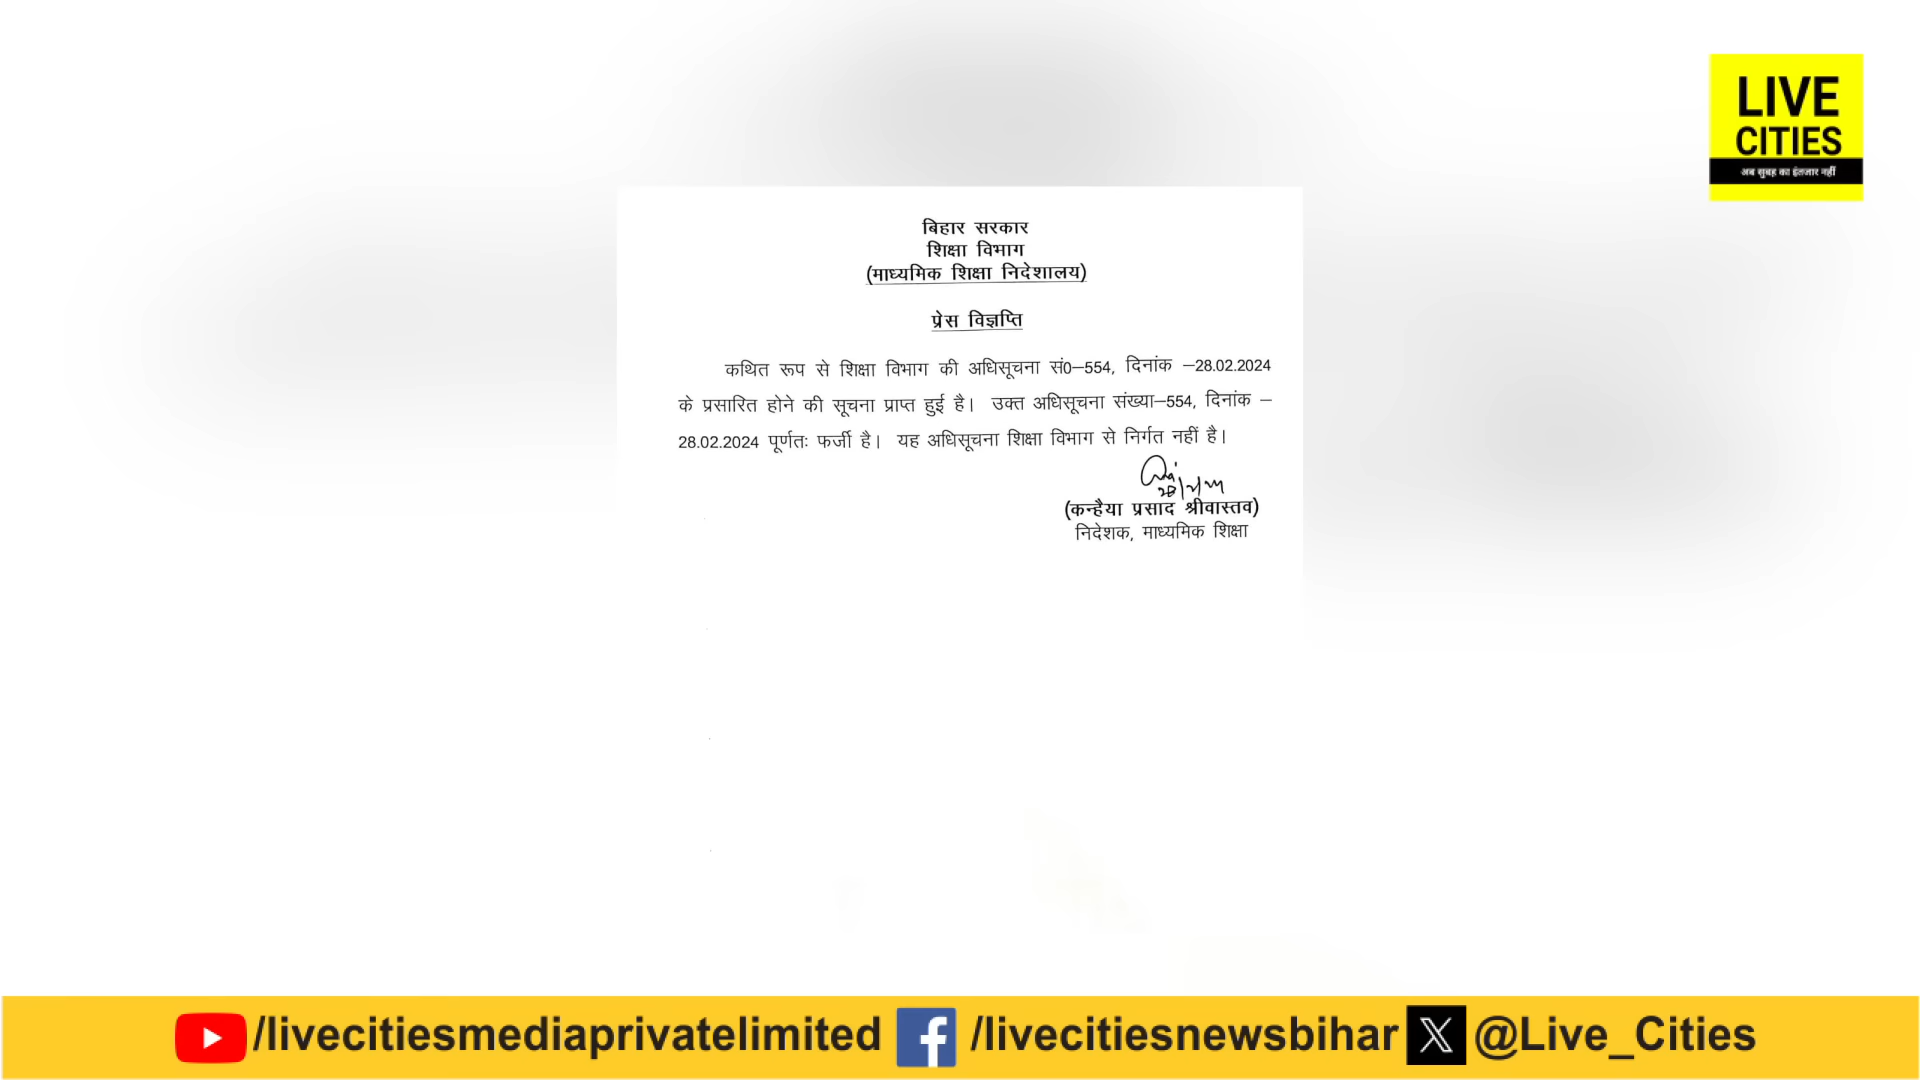 LIVE
CITIES
अब सुबह का इंतजार नहीं
बिहार सरकार
शिक्षा विभाग
(माध्यमिक शिक्षा निदेशालय)
प्रेस विज्ञप्ति
कथित रूप से शिक्षा विभाग की अधिसूचना सं0–554, दिनांक –28.02.2024
के प्रसारित होने की सूचना प्राप्त हुई है। उक्त अधिसूचना संख्या–554, दिनांक –
28.02.2024 पूर्णतः फर्जी है। यह अधिसूचना शिक्षा विभाग से निर्गत नहीं है।
(कन्हैया प्रसाद श्रीवास्तव)
निदेशक, माध्यमिक शिक्षा
/livecitiesmediaprivatelimited /livecitiesnewsbihar @Live_Cities